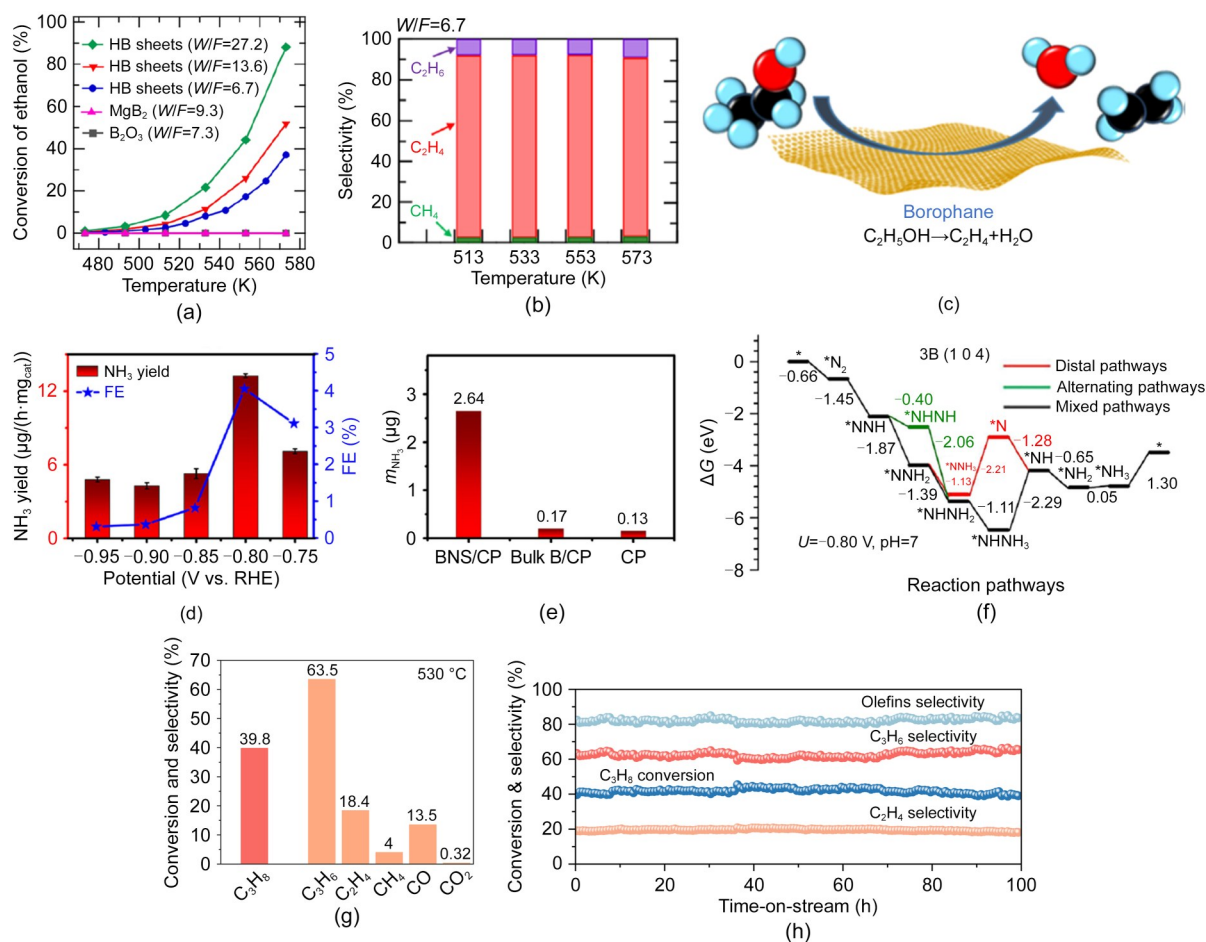 Conversion of ethanol (%)
100
80
60
40
20
0
HB sheets (W/F=27.2)
HB sheets (W/F=13.6)
HB sheets (W/F=6.7)
MgB₂ (W/F=9.3)
B₂O₃ (W/F=7.3)
480 500 520 540 560 580
Temperature (K)
(a)
W/F=6.7
Selectivity (%)
100
80
60
40
20
0
C₂H₆
C₂H₄
CH₄
513 533 553 573
Temperature (K)
(b)
Borophane
C₂H₅OH→C₂H₄+H₂O
(c)
NH₃ yield (μg/(h·mg_cat))
12
6
0
NH₃ yield
FE
5
4
3
2
1
0
FE (%)
−0.95 −0.90 −0.85 −0.80 −0.75
Potential (V vs. RHE)
(d)
m_NH₃ (μg)
3
2
1
0
2.64
0.17
0.13
BNS/CP Bulk B/CP CP
(e)
ΔG (eV)
0
−2
−4
−6
−8
3B (1 0 4)
Distal pathways
Alternating pathways
Mixed pathways
*
−0.66
*N₂
−1.45
*NNH
−0.40
*NHNH
−2.06
−1.87
*NNH₂
*NNH₃
−1.13
−2.21
*N
−1.28
−1.39
*NHNH₂
−1.11
*NHNH₃
*NH
−2.29
−0.65
*NH₂
0.05
*NH₃
1.30
*
U=−0.80 V, pH=7
Reaction pathways
(f)
Conversion and selectivity (%)
70
60
50
40
30
20
10
0
530 °C
39.8
63.5
18.4
4
13.5
0.32
C₃H₈ C₃H₆ C₂H₄ CH₄ CO CO₂
(g)
Conversion & selectivity (%)
100
80
60
40
20
0
Olefins selectivity
C₃H₆ selectivity
C₃H₈ conversion
C₂H₄ selectivity
0 20 40 60 80 100
Time-on-stream (h)
(h)